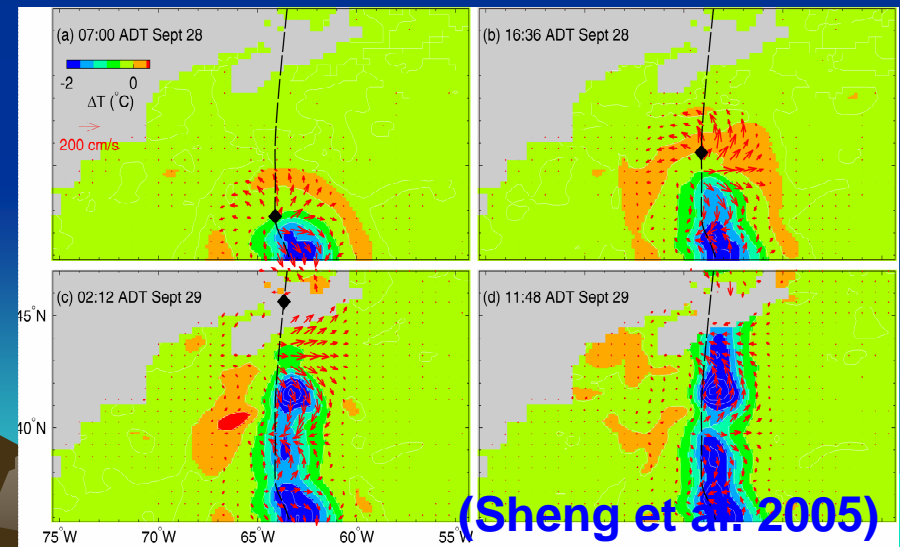 (a) 07:00 ADT Sept 28
-2 0
ΔT (°C)
200 cm/s
(b) 16:36 ADT Sept 28
(c) 02:12 ADT Sept 29
(d) 11:48 ADT Sept 29
45°N
40°N
75°W 70°W 65°W 60°W 55°W
(Sheng et al. 2005)